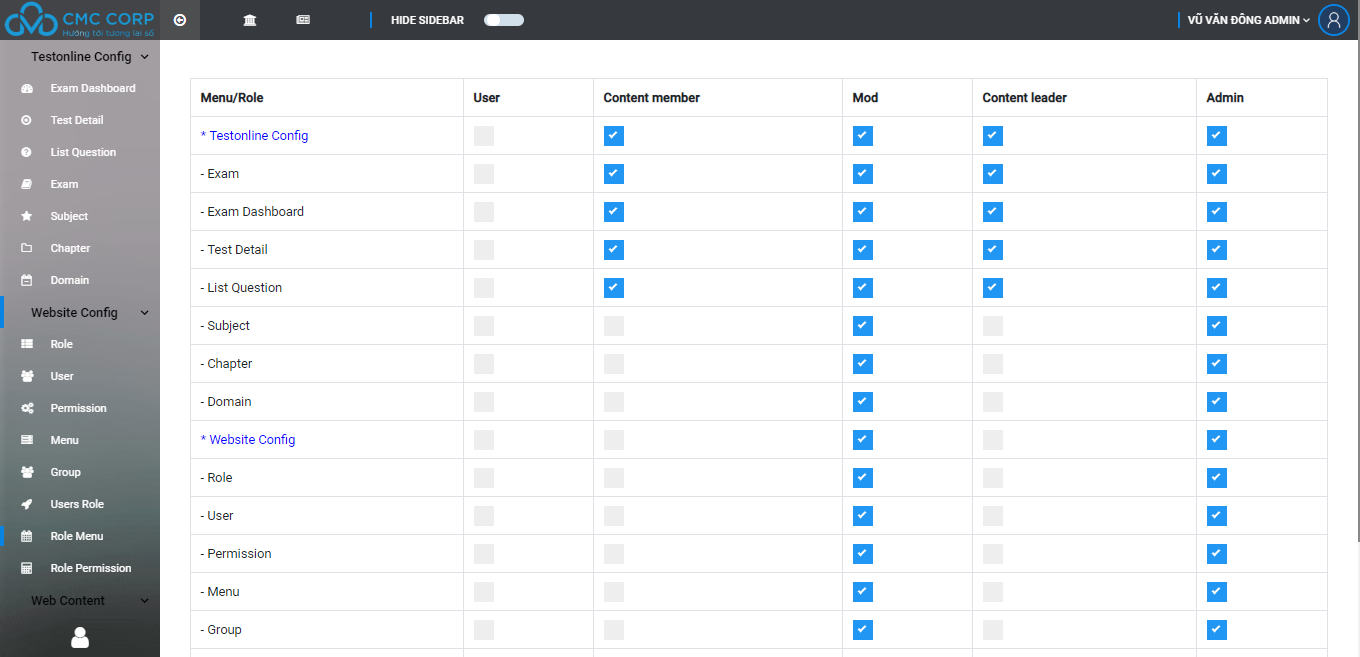 CMC CORP
Hướng tới tương lai số
HIDE SIDEBAR
VŨ VĂN ĐÔNG ADMIN
Testonline Config
Exam Dashboard
Test Detail
List Question
Exam
Subject
Chapter
Domain
Website Config
Role
User
Permission
Menu
Group
Users Role
Role Menu
Role Permission
Web Content
Menu/Role User Content member Mod Content leader Admin
* Testonline Config
- Exam
- Exam Dashboard
- Test Detail
- List Question
- Subject
- Chapter
- Domain
* Website Config
- Role
- User
- Permission
- Menu
- Group